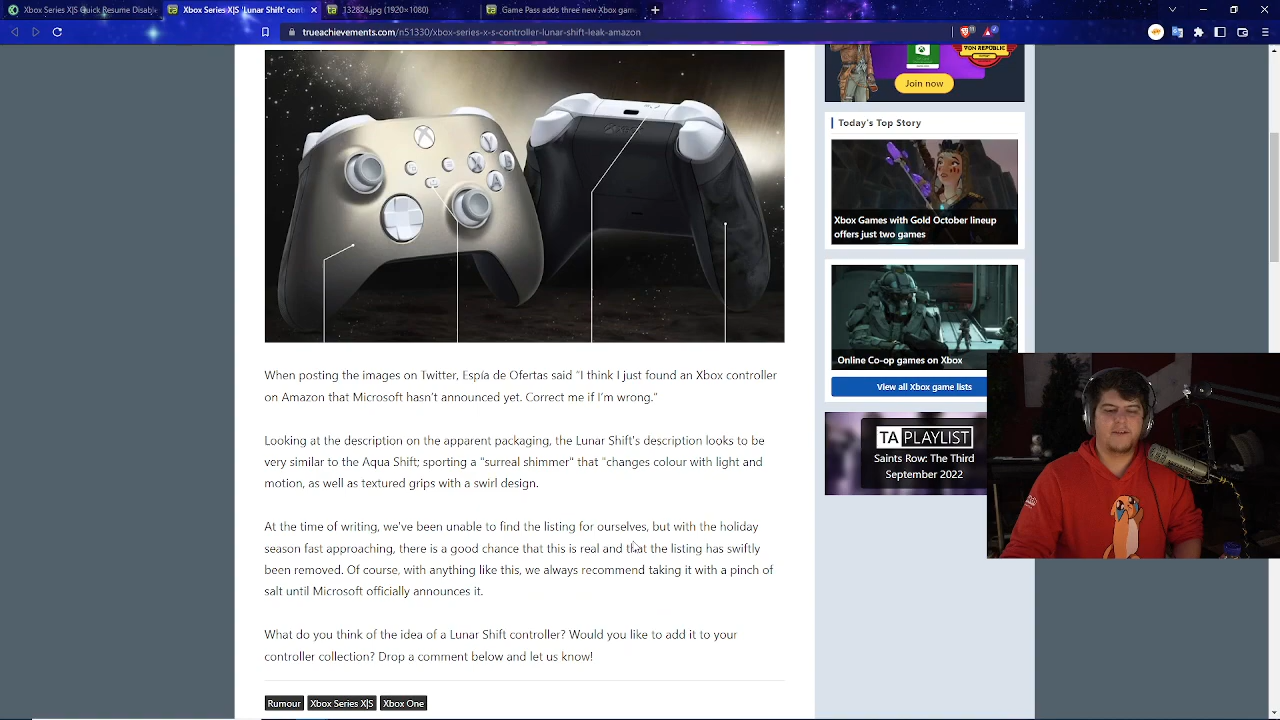 Xbox Series X|S Quick Resume Disabl
Xbox Series X|S 'Lunar Shift' cont
132824.jpg (1920×1080)
Game Pass adds three new Xbox gam
trueachievements.com/n51330/xbox-series-x-s-controller-lunar-shift-leak-amazon
Join now
Today's Top Story
Xbox Games with Gold October lineup
offers just two games
Online Co-op games on Xbox
View all Xbox game lists
TA PLAYLIST
Saints Row: The Third
September 2022
Y
X
B
A
When posting the images on Twitter, Espía de Ofertas said “I think I just found an Xbox controller
on Amazon that Microsoft hasn’t announced yet. Correct me if I’m wrong.”
Looking at the description on the apparent packaging, the Lunar Shift's description looks to be
very similar to the Aqua Shift; sporting a "surreal shimmer" that "changes colour with light and
motion, as well as textured grips with a swirl design.
At the time of writing, we've been unable to find the listing for ourselves, but with the holiday
season fast approaching, there is a good chance that this is real and that the listing has swiftly
been removed. Of course, with anything like this, we always recommend taking it with a pinch of
salt until Microsoft officially announces it.
What do you think of the idea of a Lunar Shift controller? Would you like to add it to your
controller collection? Drop a comment below and let us know!
Rumour Xbox Series X|S Xbox One